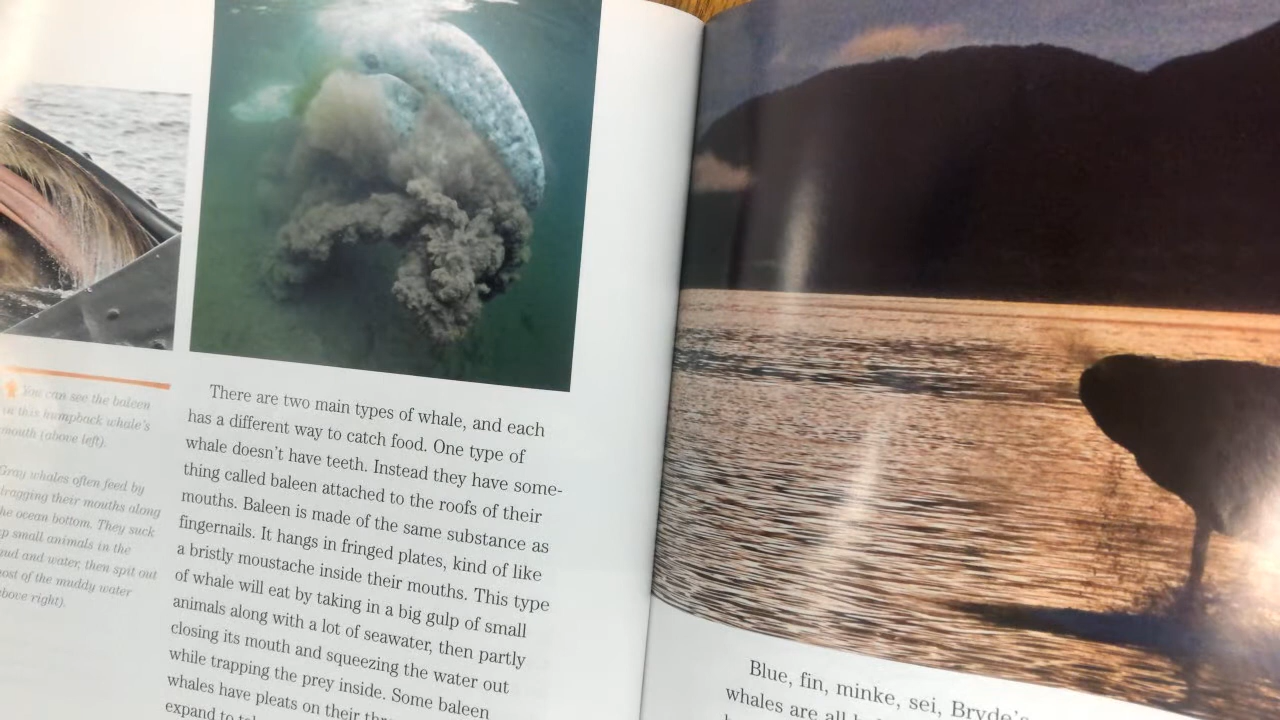 You can see the baleen
in this humpback whale's
mouth (above left).
Gray whales often feed by
dragging their mouths along
the ocean bottom. They suck
up small animals in the
mud and water, then spit out
most of the muddy water
above right).
There are two main types of whale, and each
has a different way to catch food. One type of
whale doesn't have teeth. Instead they have some-
thing called baleen attached to the roofs of their
mouths. Baleen is made of the same substance as
fingernails. It hangs in fringed plates, kind of like
a bristly moustache inside their mouths. This type
of whale will eat by taking in a big gulp of small
animals along with a lot of seawater, then partly
closing its mouth and squeezing the water out
while trapping the prey inside. Some baleen
whales have pleats on their
expand to
Blue, fin, minke, sei, Bryde's
whales are all